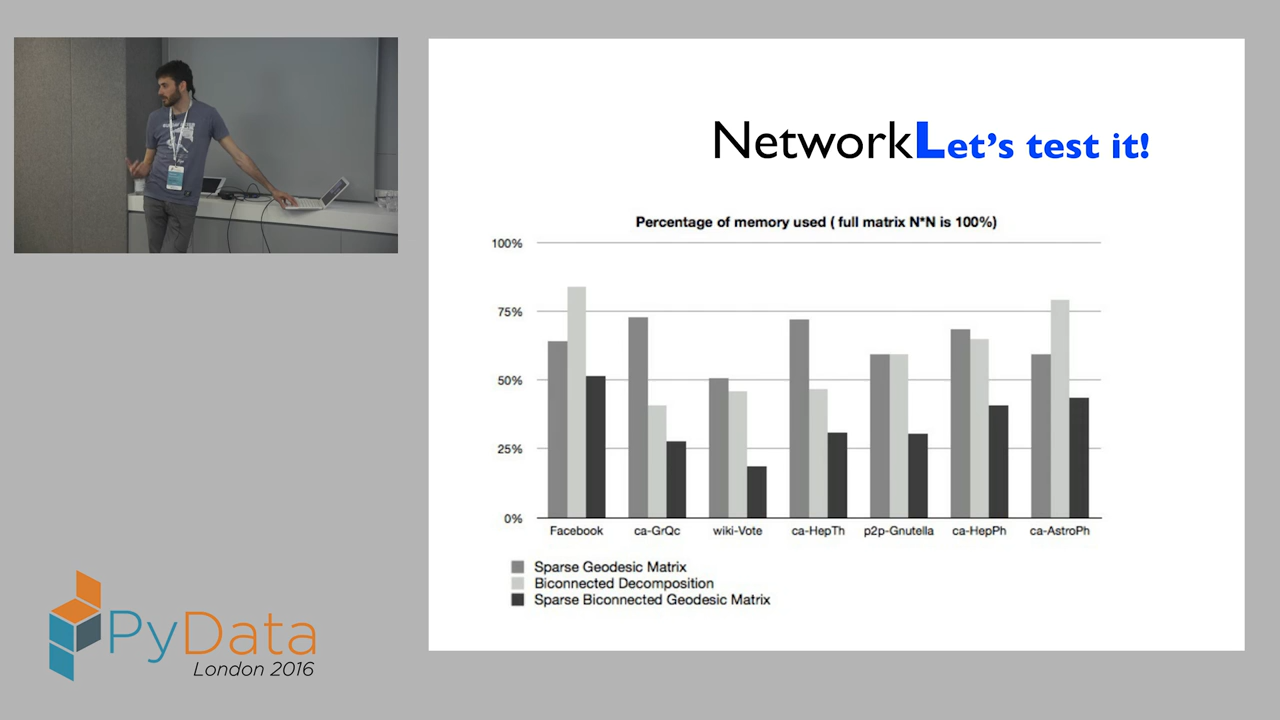 NetworkLet's test it!
Percentage of memory used ( full matrix N*N is 100%)
100%
75%
50%
25%
0%
Facebook ca-GrQc wiki-Vote ca-HepTh p2p-Gnutella ca-HepPh ca-AstroPh
Sparse Geodesic Matrix
Biconnected Decomposition
Sparse Biconnected Geodesic Matrix
PyData
London 2016